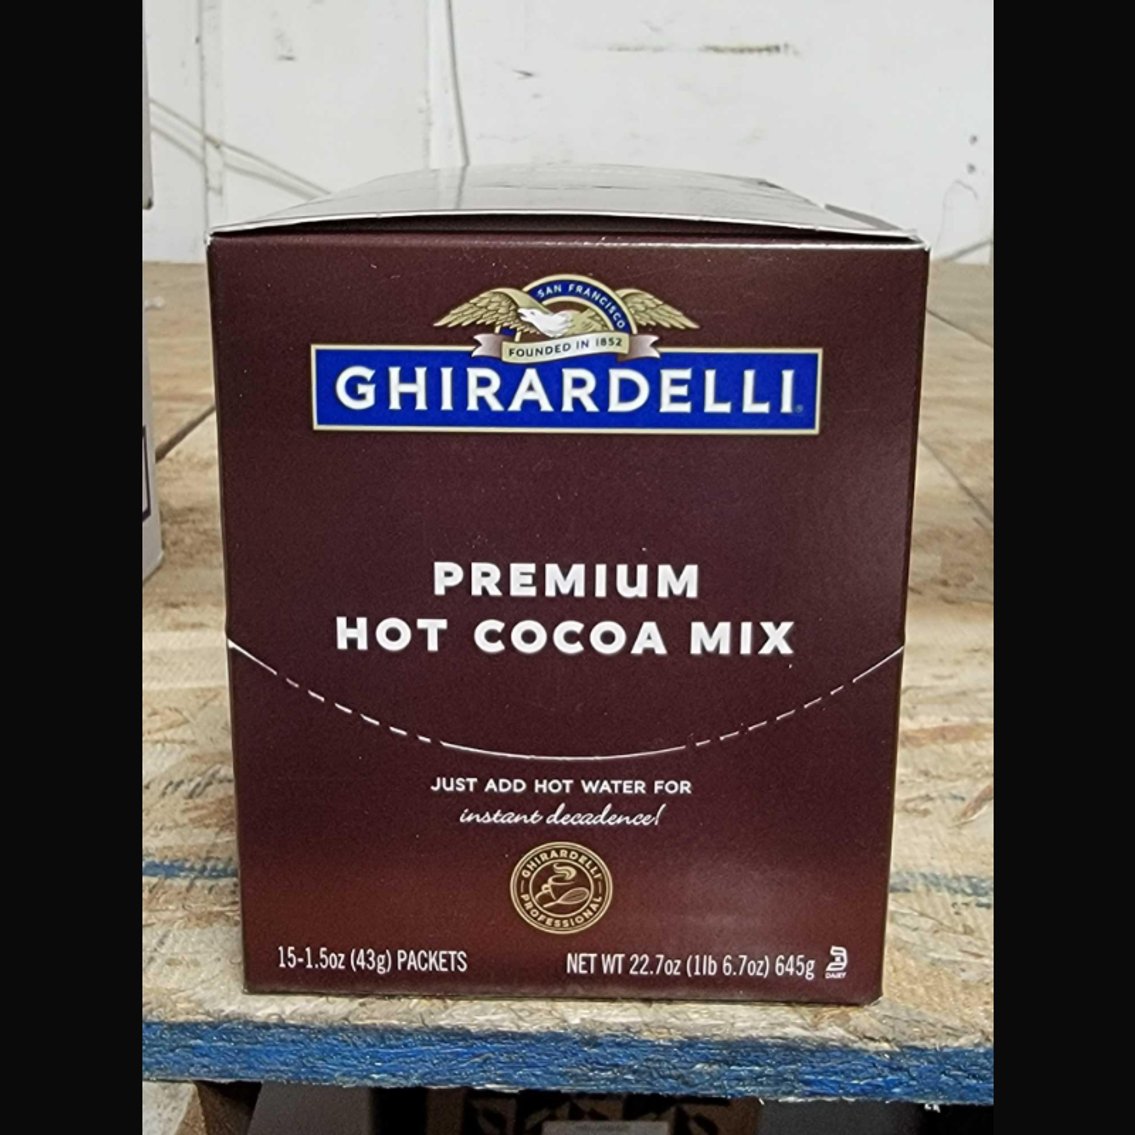 SAN FRANCISCO
FOUNDED IN 1852
GHIRARDELLI
PREMIUM
HOT COCOA MIX
JUST ADD HOT WATER FOR
instant decadence!
GHIRARDELLI
PROFESSIONAL
15-1.5oz (43g) PACKETS
NET WT 22.7oz (1lb 6.7oz) 645g
DAIRY